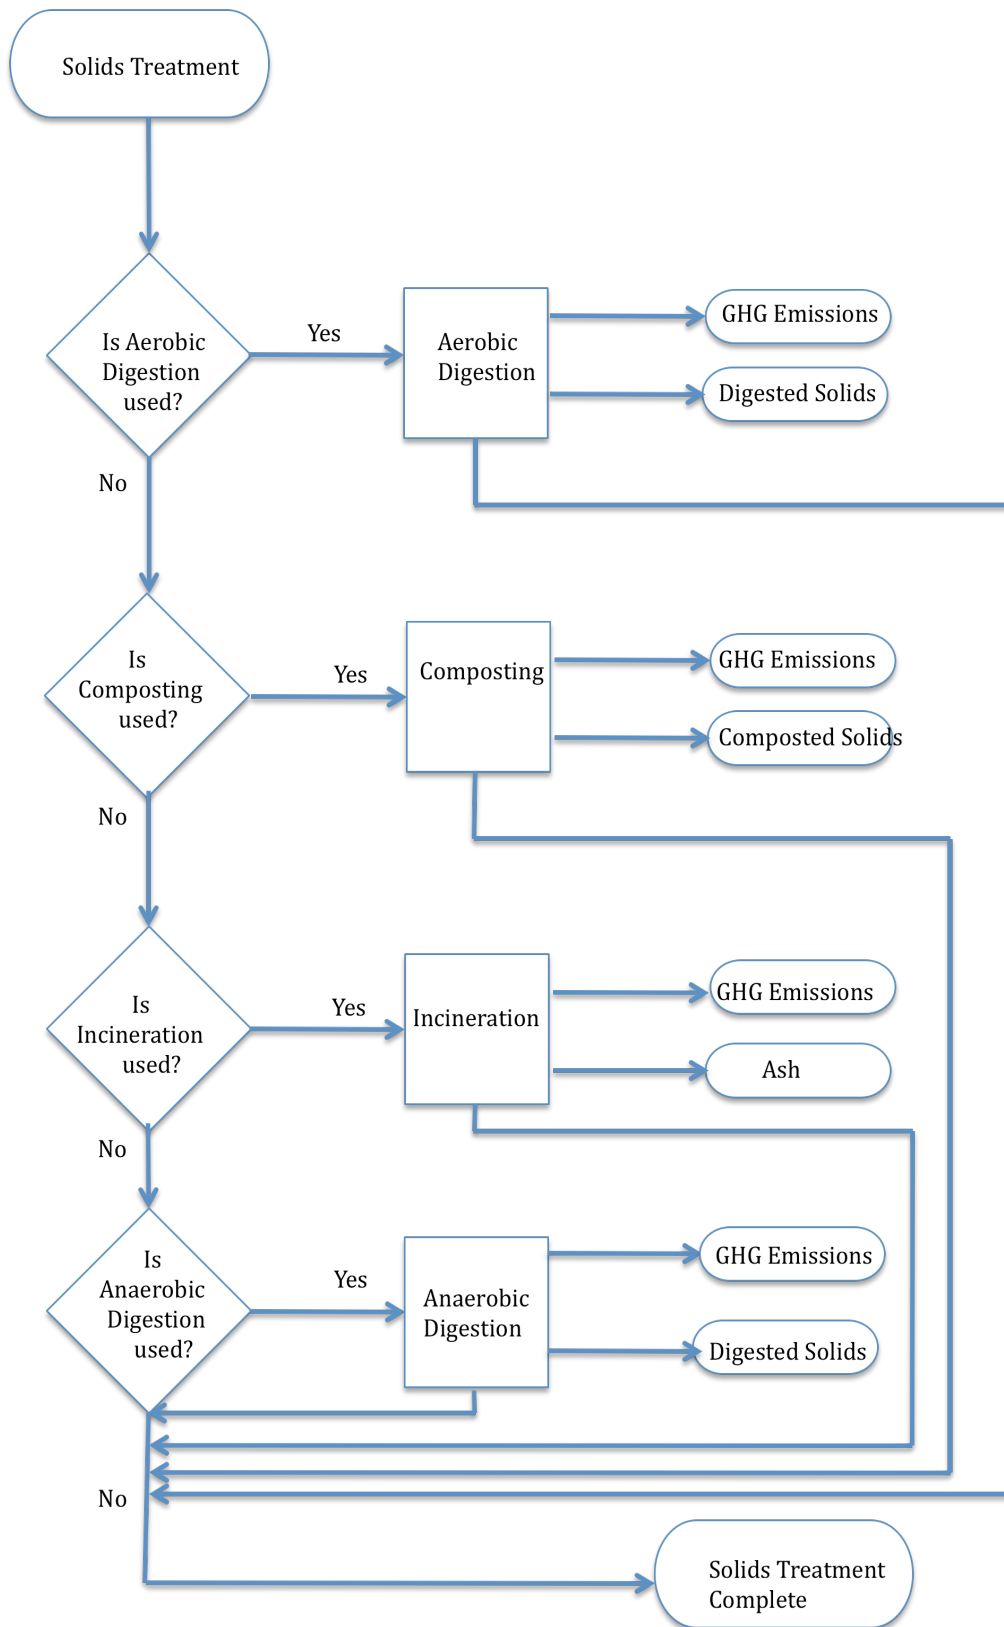 Solids Treatment
Is Aerobic
Digestion
used?
Yes
Aerobic
Digestion
GHG Emissions
Digested Solids
No
Is
Composting
used?
Yes
Composting
GHG Emissions
Composted Solids
No
Is
Incineration
used?
Yes
Incineration
GHG Emissions
Ash
No
Is
Anaerobic
Digestion
used?
Yes
Anaerobic
Digestion
GHG Emissions
Digested Solids
No
Solids Treatment
Complete